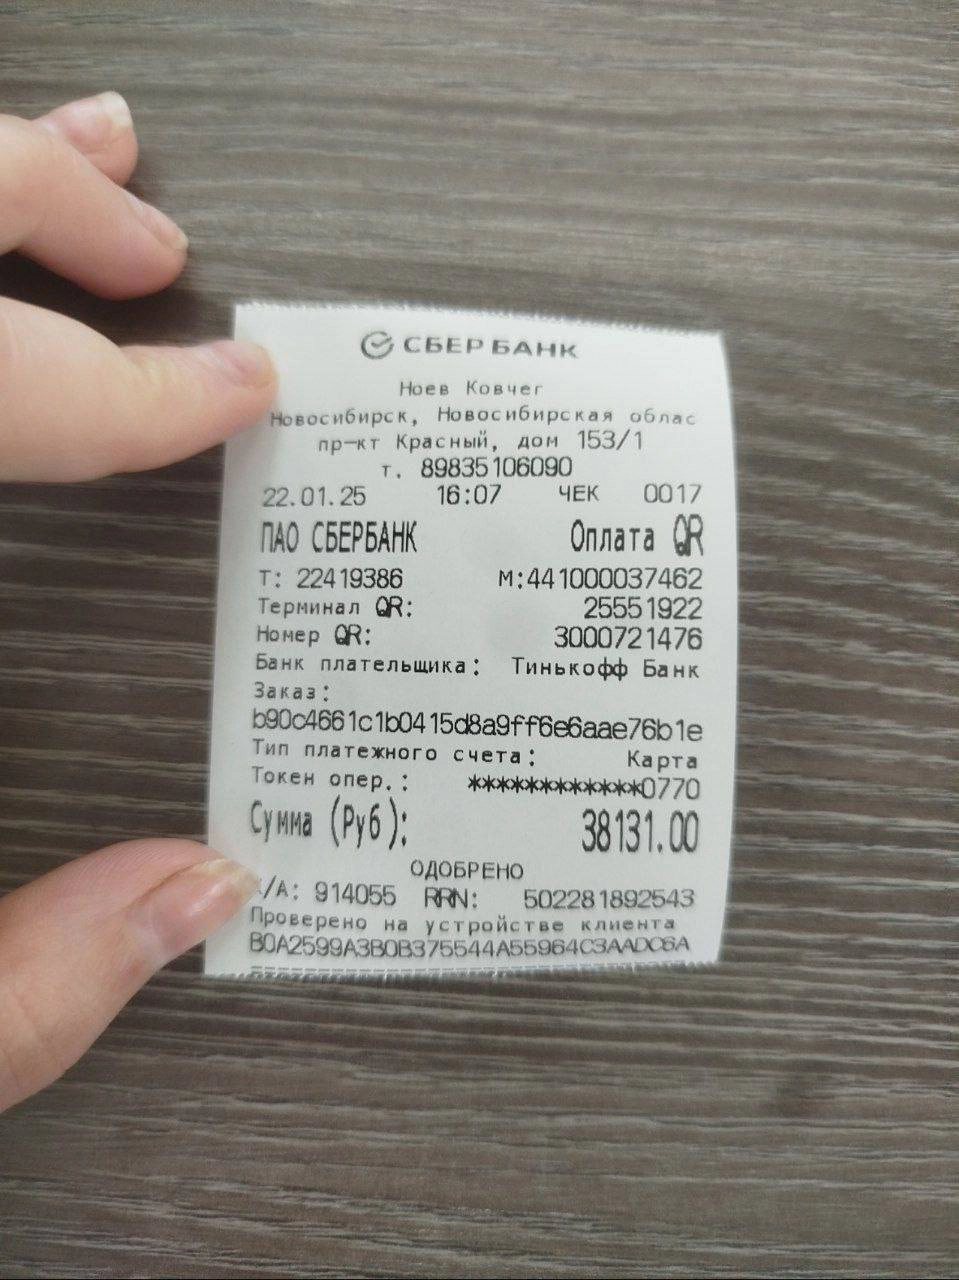 СБЕР БАНК
Ноев Ковчег
Новосибирск, Новосибирская облас
пр-кт Красный, дом 153/1
т. 89835106090
22.01.25 16:07 ЧЕК 0017
ПАО СБЕРБАНК Оплата QR
Т: 22419386 М:441000037462
Терминал QR: 25551922
Номер QR: 3000721476
Банк плательщика: Тинькофф Банк
Заказ:
b90c4661c1b0415d8a9ff6e6aae76b1e
Тип платежного счета: Карта
Токен опер.: ************0770
Сумма (Руб): 38131.00
ОДОБРЕНО
/А: 914055 RRN: 502281892543
Проверено на устройстве клиента
B0A2599A3B0B375544A55964C3AADC6A